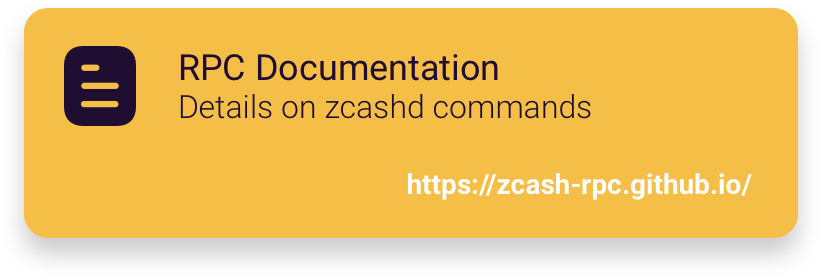 RPC Documentation
Details on zcashd commands
https://zcash-rpc.github.io/